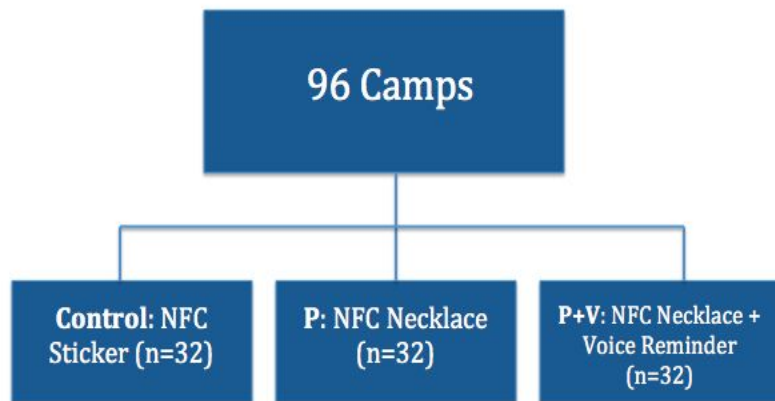 96 Camps
Control: NFC
Sticker (n=32)
P: NFC Necklace
(n=32)
P+V: NFC Necklace +
Voice Reminder
(n=32)